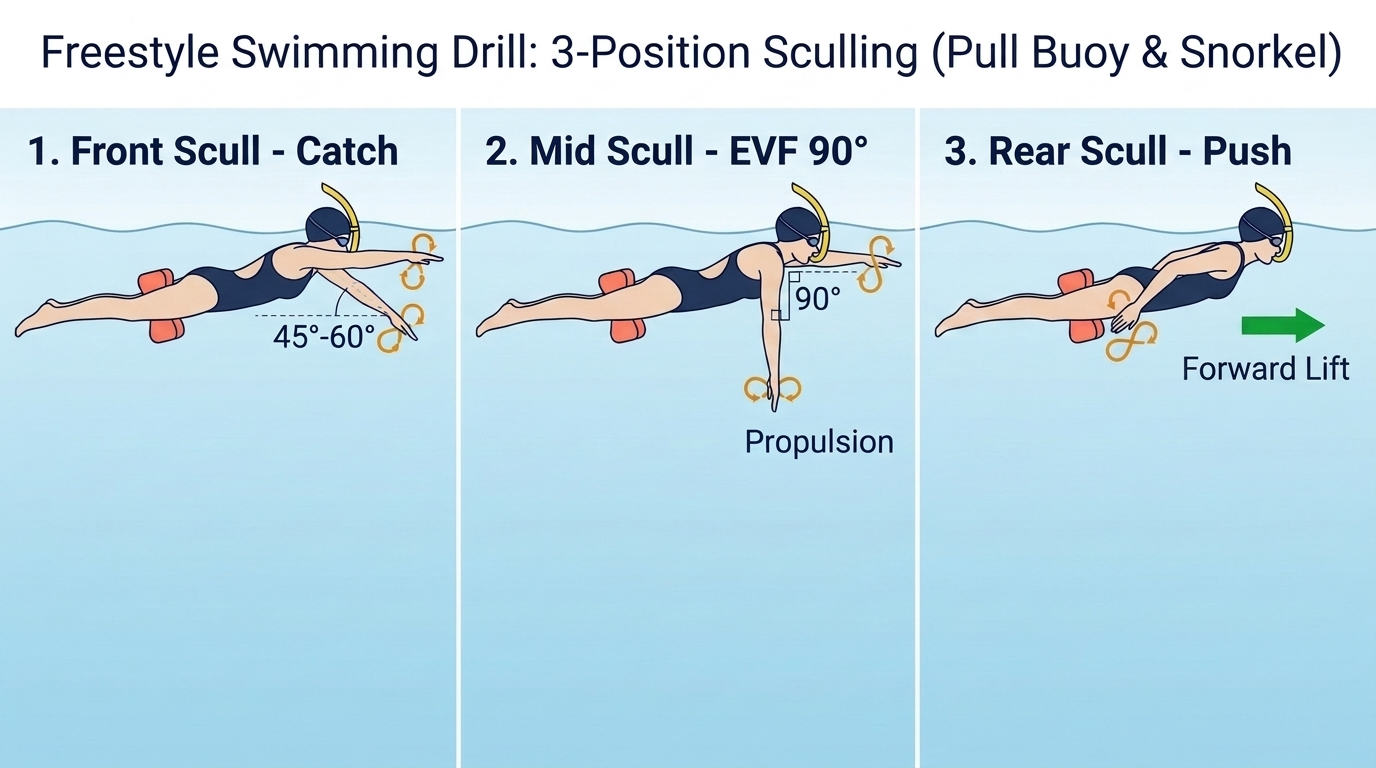 Freestyle Swimming Drill: 3-Position Sculling (Pull Buoy & Snorkel)
1. Front Scull - Catch
45°-60°
2. Mid Scull - EVF 90°
90°
Propulsion
3. Rear Scull - Push
Forward Lift